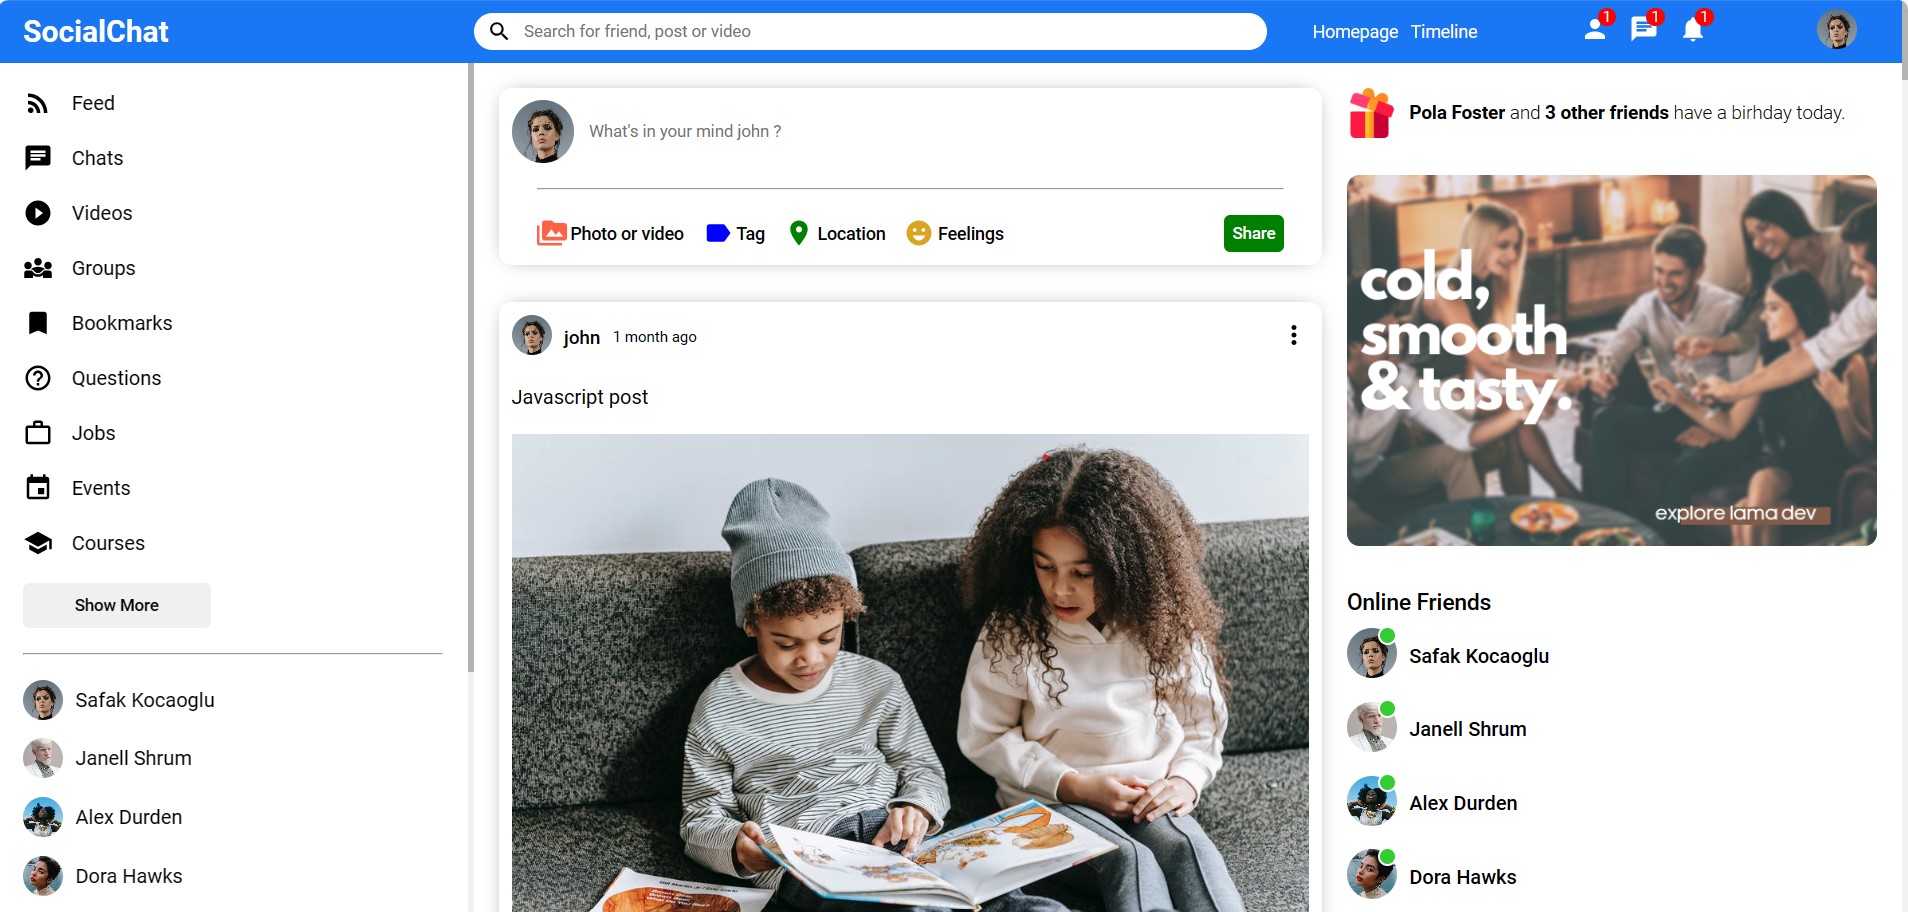 SocialChat
Search for friend, post or video
Homepage Timeline
1 1 1
Feed
Chats
Videos
Groups
Bookmarks
Questions
Jobs
Events
Courses
Show More
Safak Kocaoglu
Janell Shrum
Alex Durden
Dora Hawks
What's in your mind john ?
Photo or video Tag Location Feelings Share
john 1 month ago
Javascript post
Pola Foster and 3 other friends have a birhday today.
cold,
smooth
& tasty.
explore lama dev
Online Friends
Safak Kocaoglu
Janell Shrum
Alex Durden
Dora Hawks